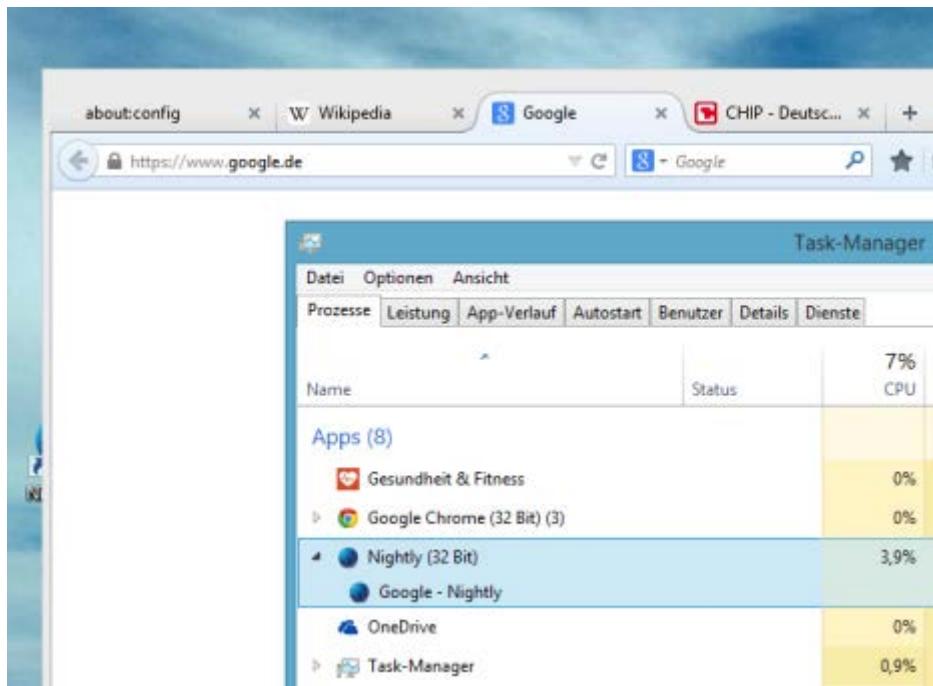 about:config Wikipedia Google CHIP - Deutsc...
https://www.google.de Google
Task-Manager
Datei Optionen Ansicht
Prozesse Leistung App-Verlauf Autostart Benutzer Details Dienste
7%
Name Status CPU
Apps (8)
Gesundheit & Fitness 0%
Google Chrome (32 Bit) (3) 0%
Nightly (32 Bit) 3,9%
Google - Nightly
OneDrive 0%
Task-Manager 0,9%